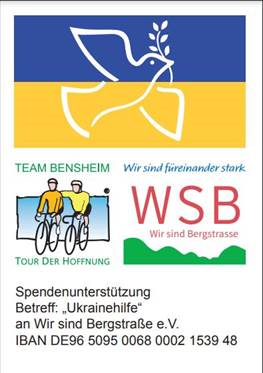 TEAM BENSHEIM
®
TOUR DER HOFFNUNG
Wir sind füreinander stark
WSB
Wir sind Bergstrasse
Spendenunterstützung
Betreff: „Ukrainehilfe"
an Wir sind Bergstraße e.V.
IBAN DE96 5095 0068 0002 1539 48